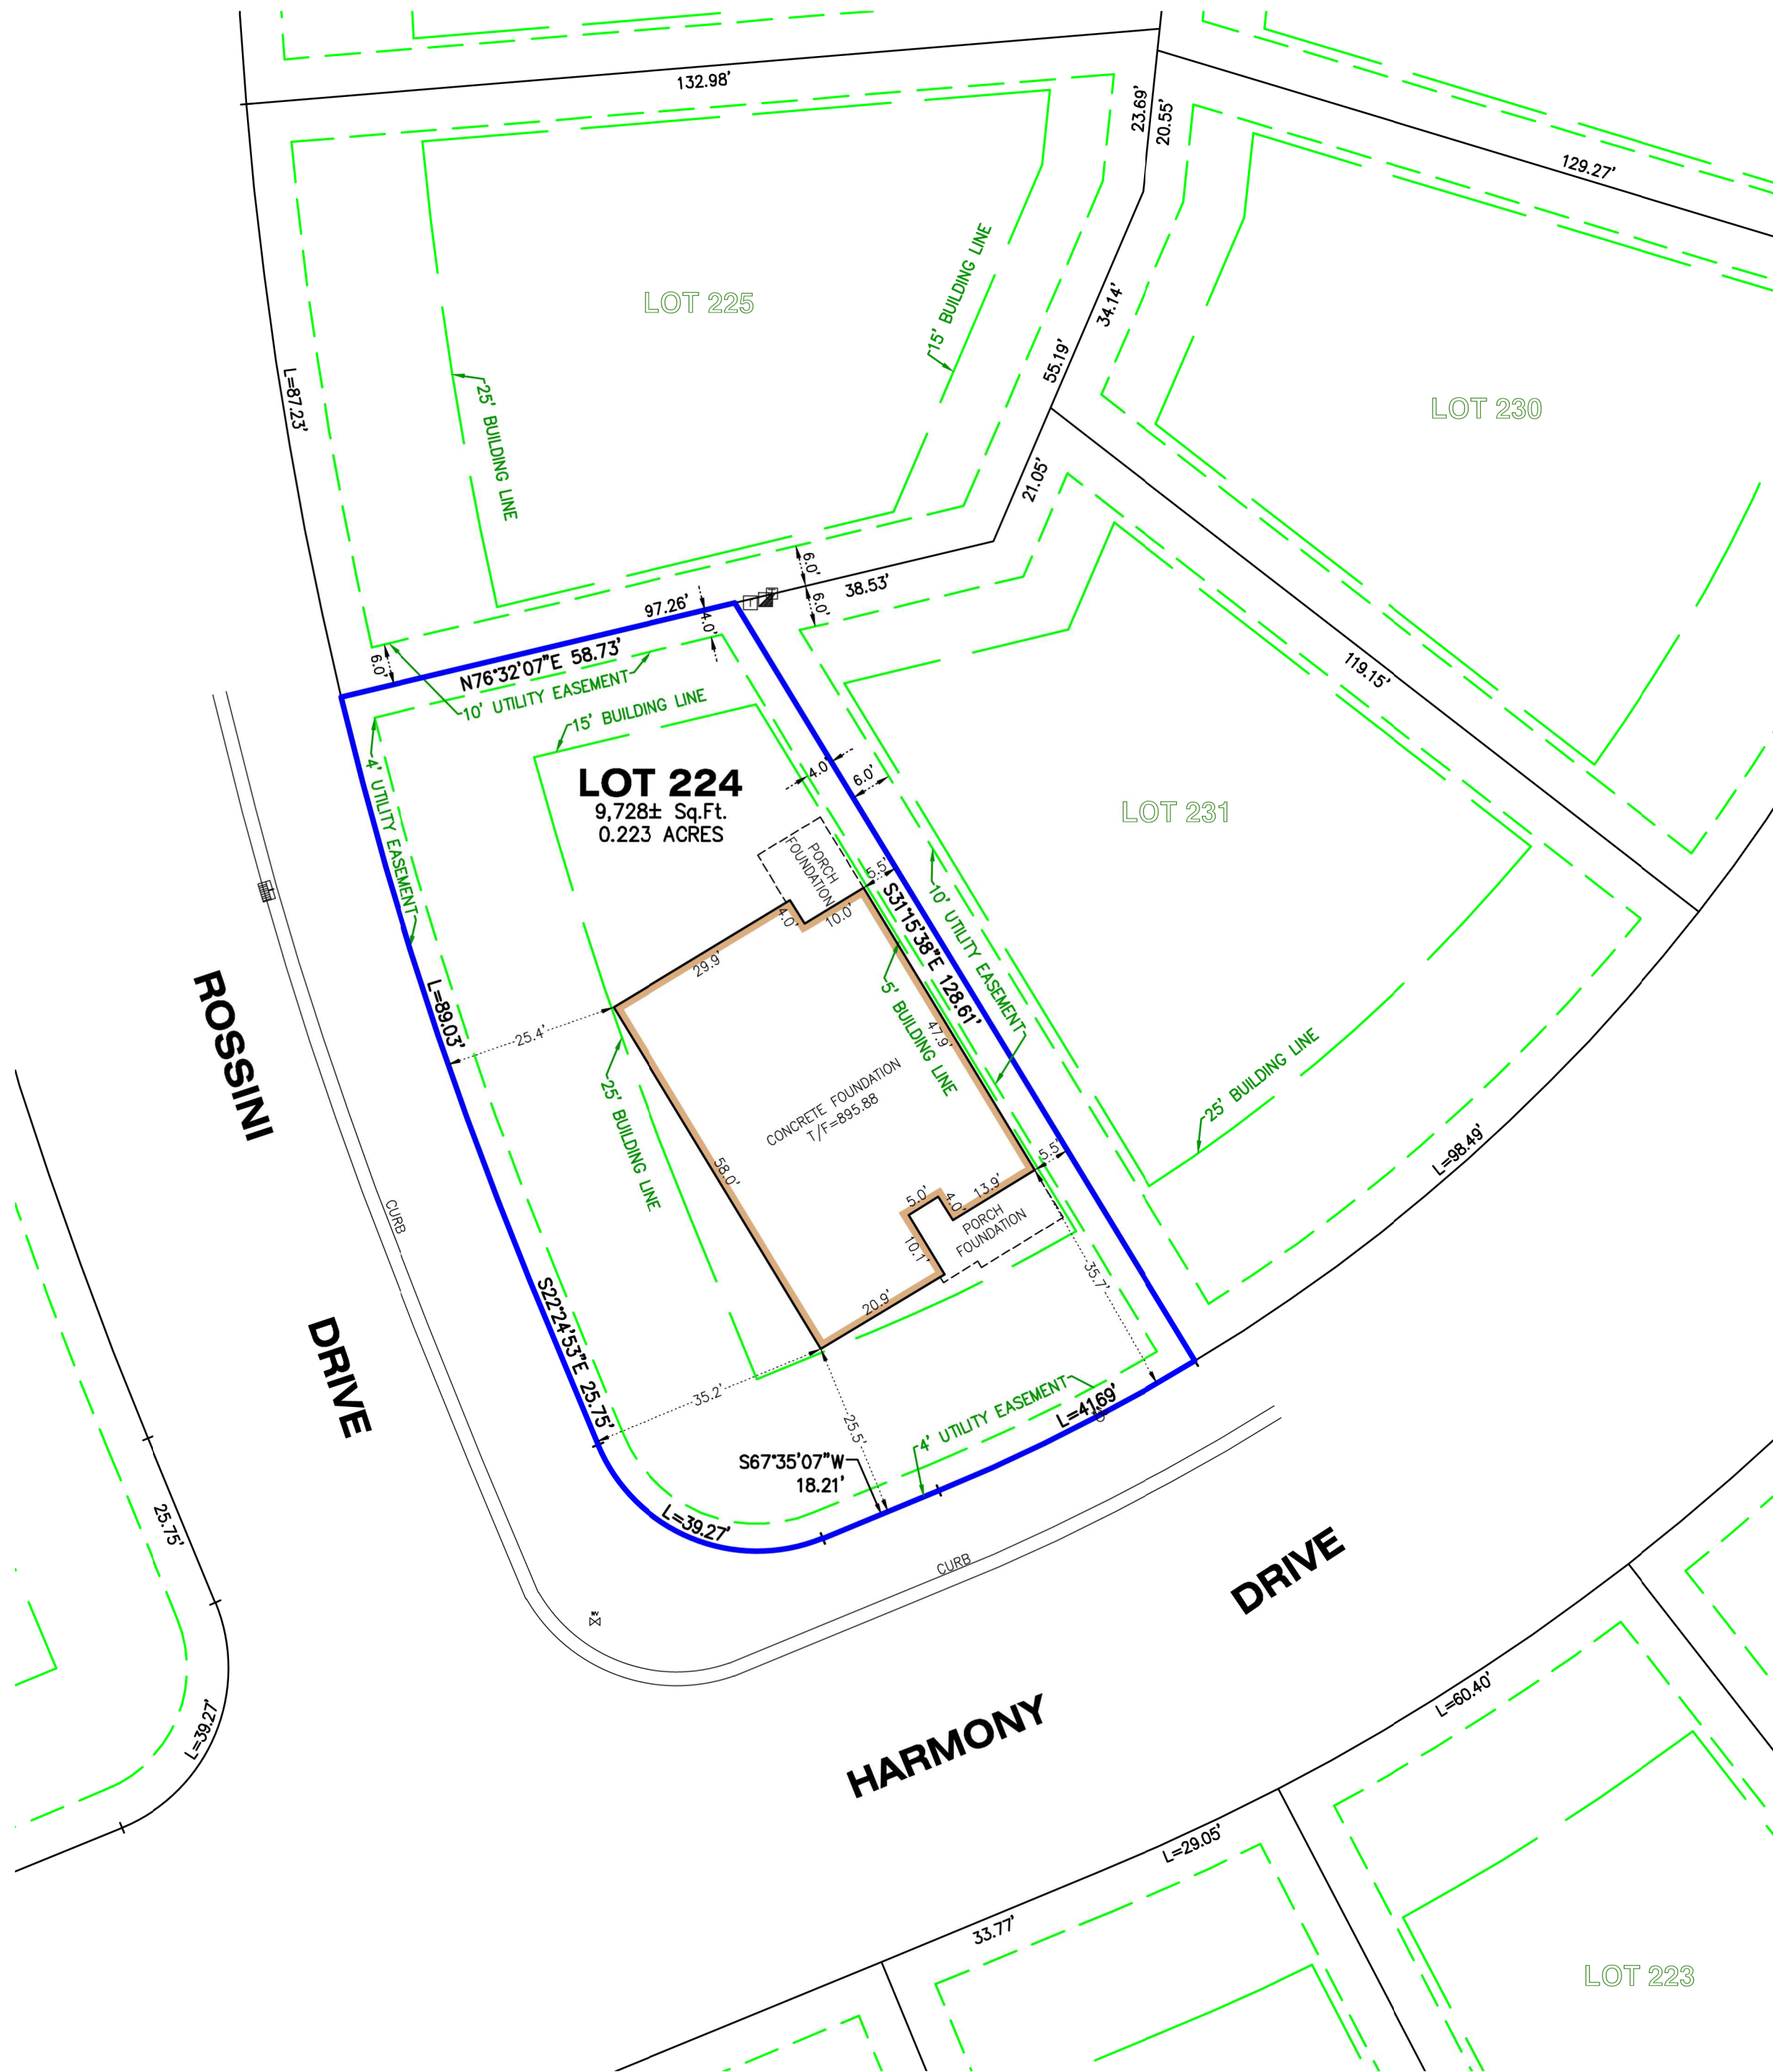 132.98'
23.69'
20.55'
129.27'
LOT 225
15' BUILDING LINE
34.14'
55.19'
L=87.23'
25' BUILDING LINE
LOT 230
21.05'
6.0'
6.0'
38.53'
97.26'
4.0'
6.0'
N76°32'07"E 58.73'
10' UTILITY EASEMENT
15' BUILDING LINE
119.15'
4' UTILITY EASEMENT
LOT 224
9,728± Sq.Ft.
0.223 ACRES
4.0'
6.0'
LOT 231
PORCH
FOUNDATION
5.5'
4.0'
10.0'
S31°15'38"E 128.61'
10' UTILITY EASEMENT
29.9'
5' BUILDING LINE
47.9'
L=89.03'
25.4'
ROSSINI
DRIVE
CONCRETE FOUNDATION
T/F=895.88
25' BUILDING LINE
25' BUILDING LINE
58.0'
5.5'
13.9'
5.0'
4.0'
PORCH
FOUNDATION
10.1'
L=98.49'
CURB
35.7'
20.9'
S22°24'53"E 25.75'
35.2'
25.5'
4' UTILITY EASEMENT
L=41.69'
S67°35'07"W
18.21'
L=39.27'
25.75'
CURB
DRIVE
HARMONY
L=39.27'
L=60.40'
L=29.05'
33.77'
LOT 223